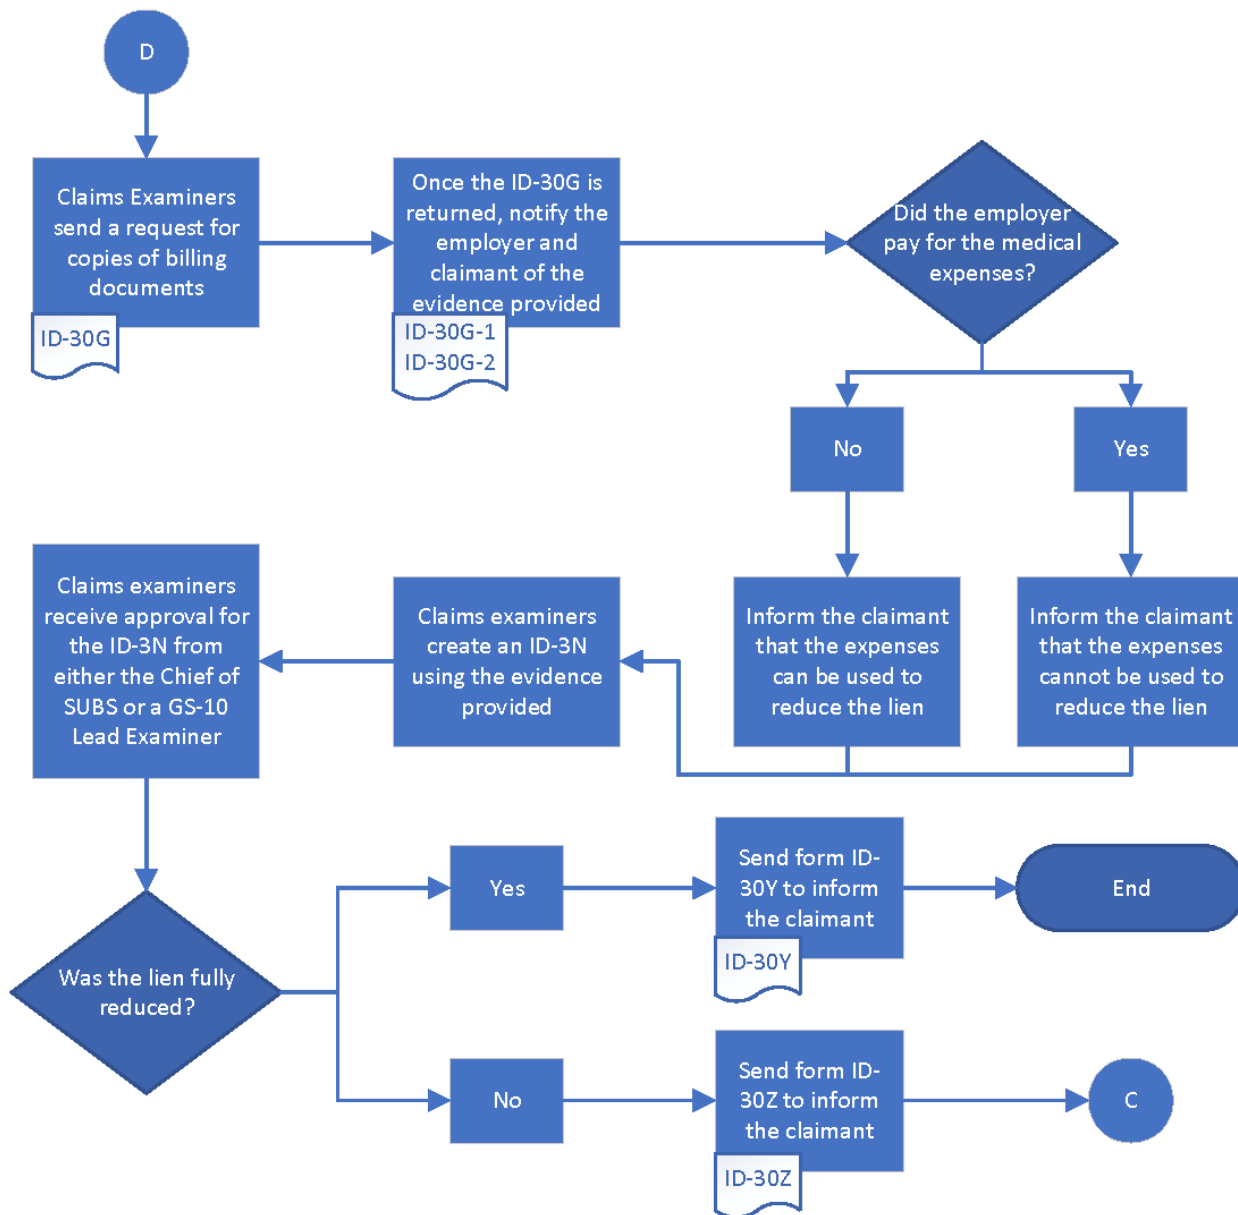 D
Claims Examiners
send a request for
copies of billing
documents
ID-30G
Once the ID-30G is
returned, notify the
employer and
claimant of the
evidence provided
ID-30G-1
ID-30G-2
Did the employer
pay for the medical
expenses?
No
Yes
Inform the claimant
that the expenses
can be used to
reduce the lien
Inform the claimant
that the expenses
cannot be used to
reduce the lien
Claims examiners
create an ID-3N
using the evidence
provided
Claims examiners
receive approval for
the ID-3N from
either the Chief of
SUBS or a GS-10
Lead Examiner
Was the lien fully
reduced?
Yes
Send form ID-
30Y to inform
the claimant
ID-30Y
End
No
Send form ID-
30Z to inform
the claimant
ID-30Z
C